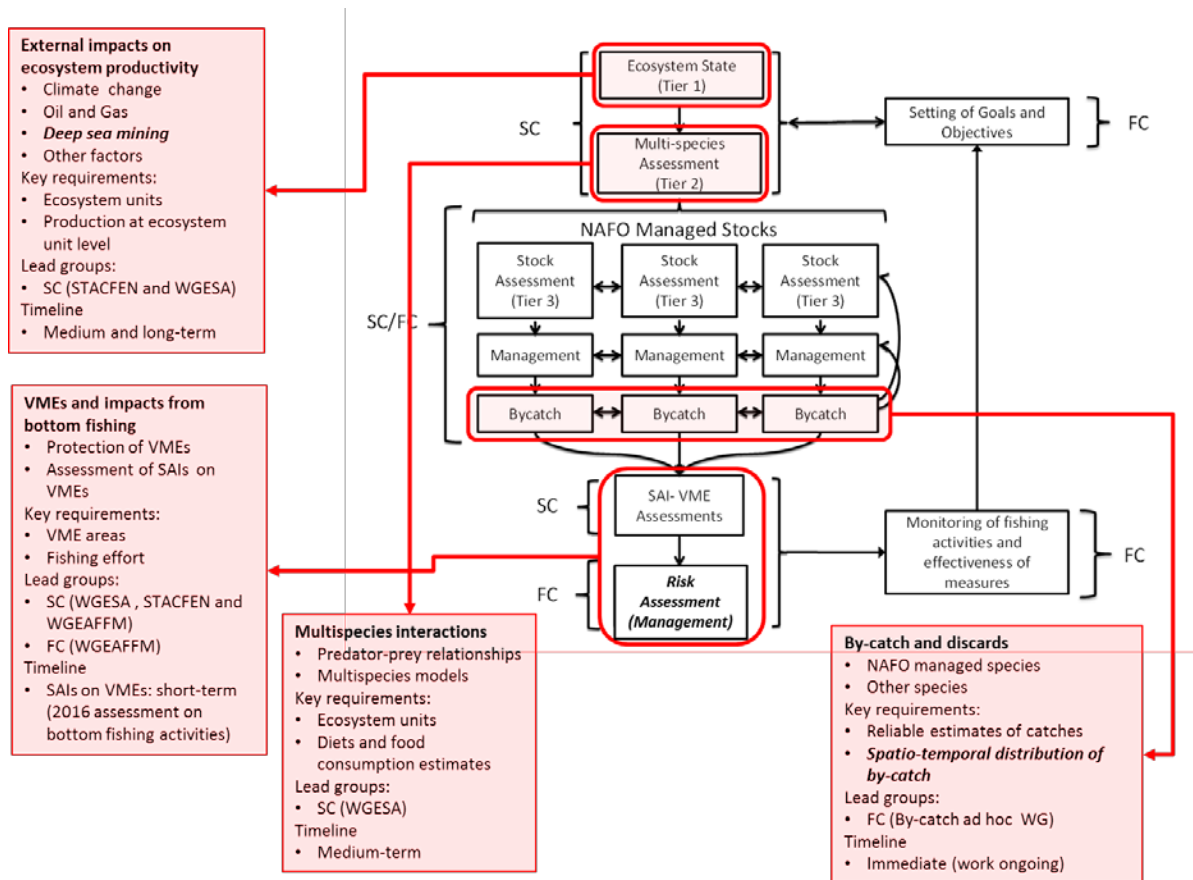 External impacts on
ecosystem productivity
• Climate change
• Oil and Gas
• Deep sea mining
• Other factors
Key requirements:
• Ecosystem units
• Production at ecosystem
unit level
Lead groups:
• SC (STACFEN and WGESA)
Timeline
• Medium and long-term
VMEs and impacts from
bottom fishing
• Protection of VMEs
• Assessment of SAIs on
VMEs
Key requirements:
• VME areas
• Fishing effort
Lead groups:
• SC (WGESA , STACFEN and
WGEAFFM)
• FC (WGEAFFM)
Timeline
• SAIs on VMEs: short-term
(2016 assessment on
bottom fishing activities)
Multispecies interactions
• Predator-prey relationships
• Multispecies models
Key requirements:
• Ecosystem units
• Diets and food
consumption estimates
Lead groups:
• SC (WGESA)
Timeline
• Medium-term
SC
Ecosystem State
(Tier 1)
Multi-species
Assessment
(Tier 2)
Setting of Goals and
Objectives
FC
SC/FC
NAFO Managed Stocks
Stock
Assessment
(Tier 3)
Stock
Assessment
(Tier 3)
Stock
Assessment
(Tier 3)
Management
Management
Management
Bycatch
Bycatch
Bycatch
SC
SAI- VME
Assessments
FC
Risk
Assessment
(Management)
Monitoring of fishing
activities and
effectiveness of
measures
FC
By-catch and discards
• NAFO managed species
• Other species
Key requirements:
• Reliable estimates of catches
• Spatio-temporal distribution of
by-catch
Lead groups:
• FC (By-catch ad hoc WG)
Timeline
• Immediate (work ongoing)